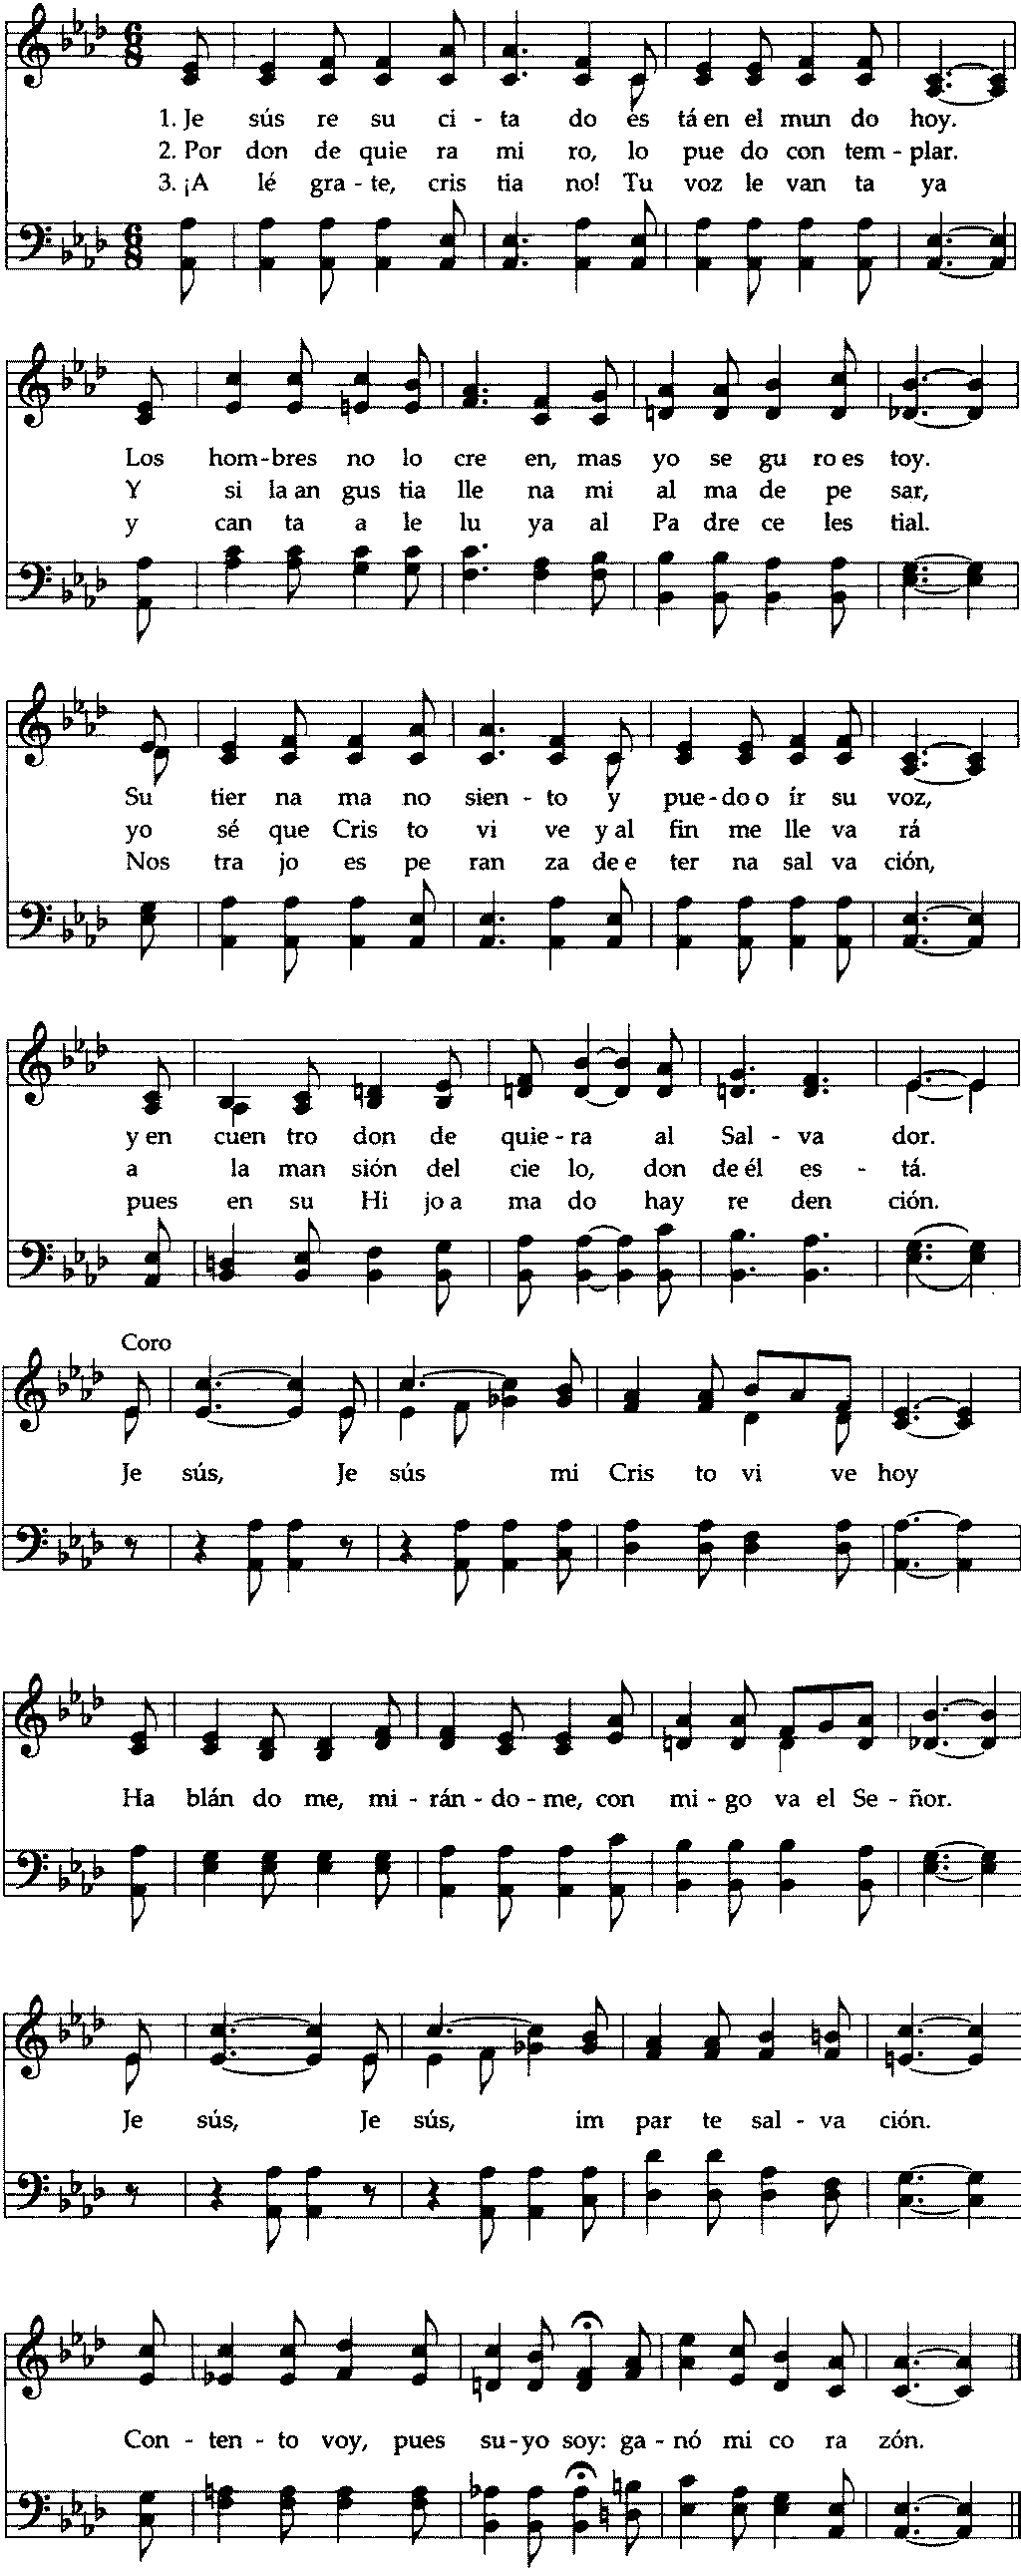 1. Je sús re su ci - ta do es tá en el mun do hoy.
2. Por don de quie ra mi ro, lo pue do con tem - plar.
3. ¡A lé gra - te, cris tia no! Tu voz le van ta ya
Los hom - bres no lo cre en, mas yo se gu ro es toy.
Y si la an gus tia lle na mi al ma de pe sar,
y can ta a le lu ya al Pa dre ce les tial.
Su tier na ma no sien - to y pue - do o ír su voz,
yo sé que Cris to vi ve y al fin me lle va rá
Nos tra jo es pe ran za de e ter na sal va ción,
y en cuen tro don de quie - ra al Sal - va dor.
a la man sión del cie lo, don de él es - tá.
pues en su Hi jo a ma do hay re den ción.
Coro
Je sús, Je sús mi Cris to vi ve hoy
Ha blán do me, mi - rán - do - me, con mi - go va el Se - ñor.
Je sús, Je sús, im par te sal - va ción.
Con - ten - to voy, pues su - yo soy: ga - nó mi co ra zón.